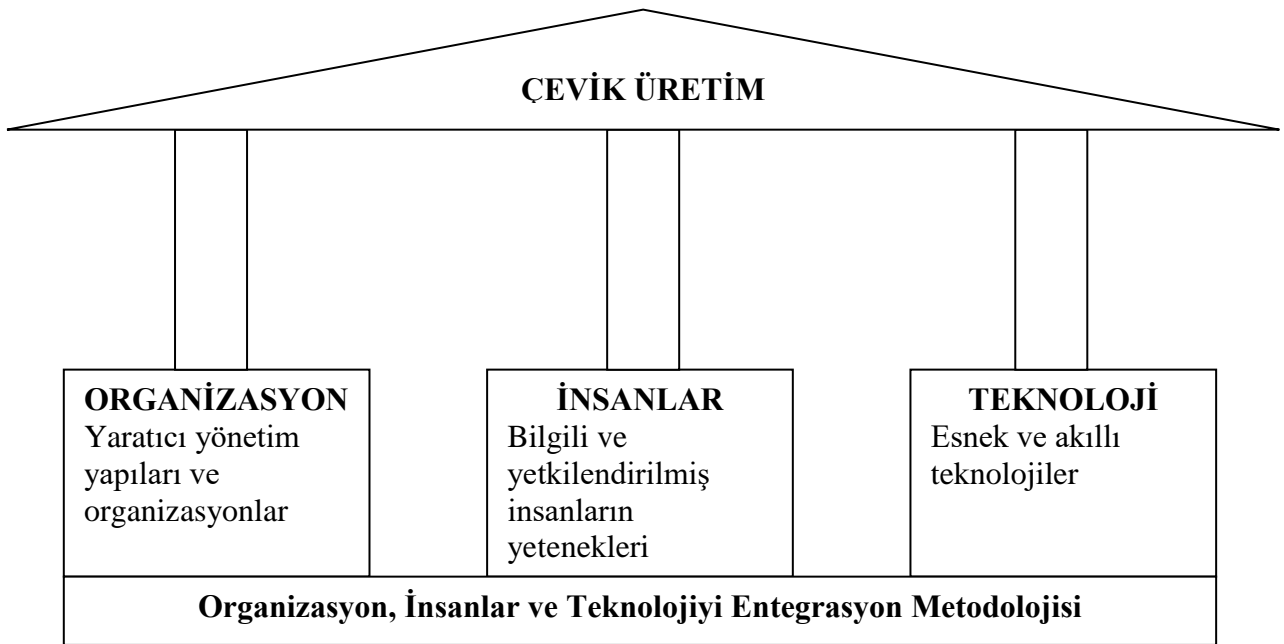 ÇEVİK ÜRETİM
ORGANİZASYON
Yaratıcı yönetim
yapıları ve
organizasyonlar
İNSANLAR
Bilgili ve
yetkilendirilmiş
insanların
yetenekleri
TEKNOLOJİ
Esnek ve akıllı
teknolojiler
Organizasyon, İnsanlar ve Teknolojiyi Entegrasyon Metodolojisi